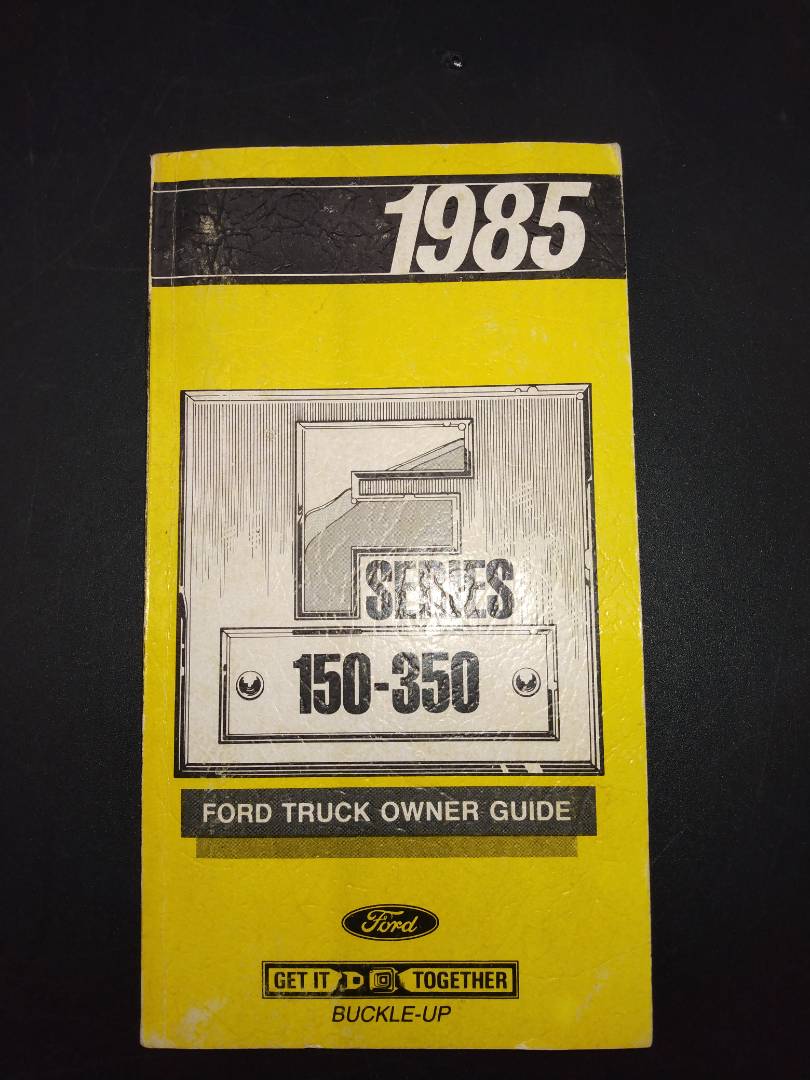 1985
F
SERIES
150-350
FORD TRUCK OWNER GUIDE
Ford
GET IT TOGETHER
BUCKLE-UP